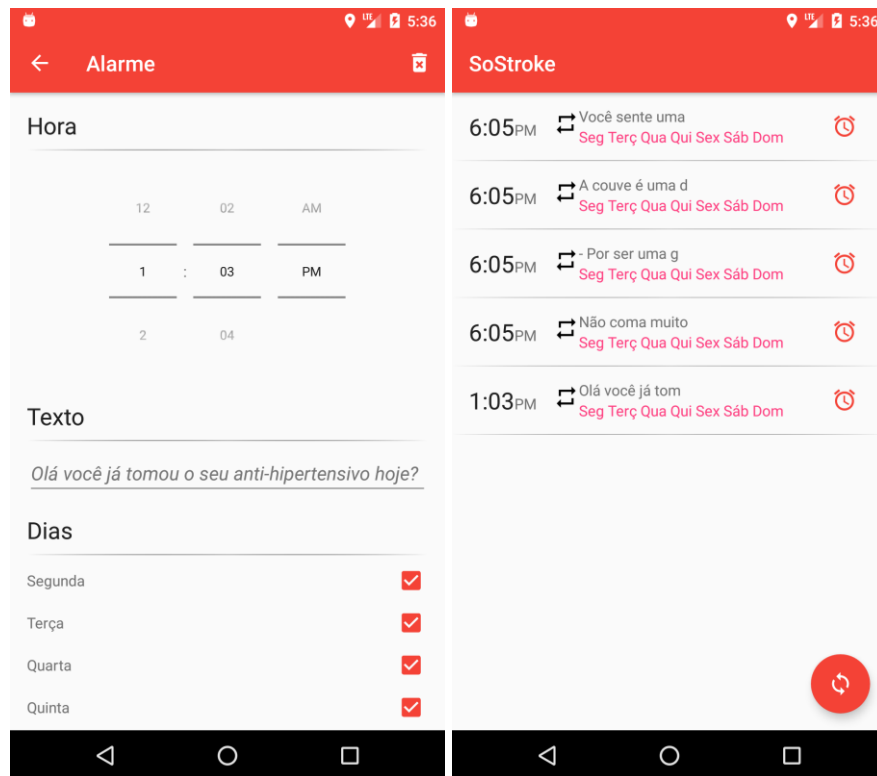 LTE 5:36
Alarme
Hora
12 02 AM
1 : 03 PM
2 04
Texto
Olá você já tomou o seu anti-hipertensivo hoje?
Dias
Segunda
Terça
Quarta
Quinta
LTE 5:36
SoStroke
6:05PM Você sente uma
Seg Terç Qua Qui Sex Sáb Dom
6:05PM A couve é uma d
Seg Terç Qua Qui Sex Sáb Dom
6:05PM - Por ser uma g
Seg Terç Qua Qui Sex Sáb Dom
6:05PM Não coma muito
Seg Terç Qua Qui Sex Sáb Dom
1:03PM Olá você já tom
Seg Terç Qua Qui Sex Sáb Dom